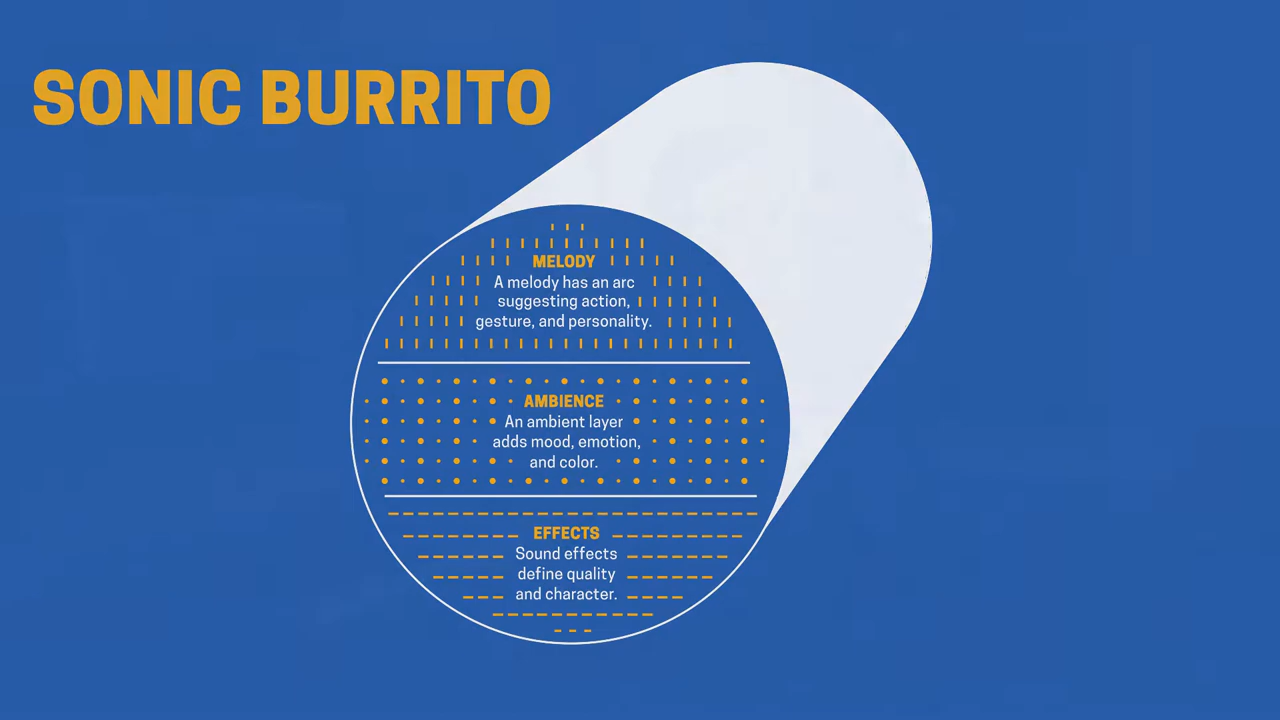 SONIC BURRITO
MELODY
A melody has an arc
suggesting action,
gesture, and personality.
AMBIENCE
An ambient layer
adds mood, emotion,
and color.
EFFECTS
Sound effects
define quality
and character.